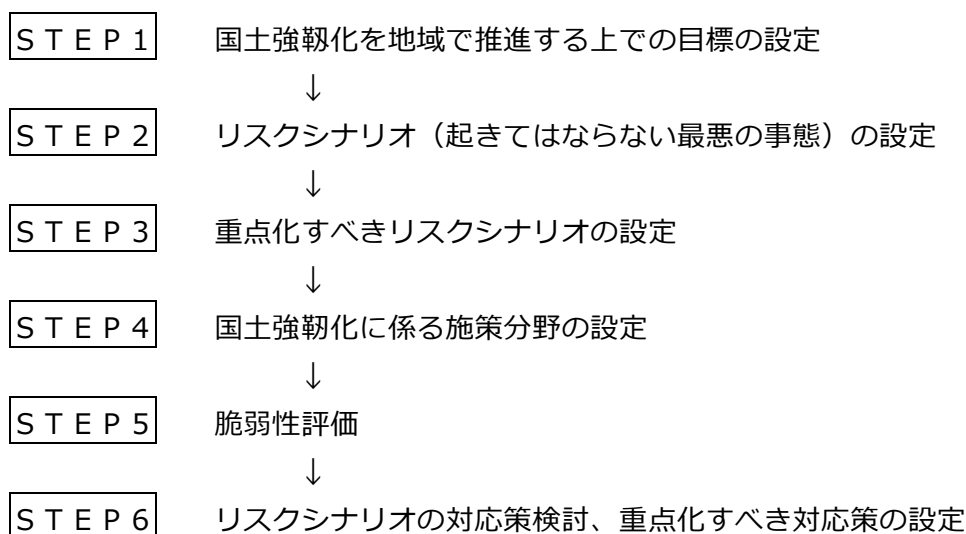 STEP1 国土強靱化を地域で推進する上での目標の設定
↓
STEP2 リスクシナリオ（起きてはならない最悪の事態）の設定
↓
STEP3 重点化すべきリスクシナリオの設定
↓
STEP4 国土強靱化に係る施策分野の設定
↓
STEP5 脆弱性評価
↓
STEP6 リスクシナリオの対応策検討、重点化すべき対応策の設定